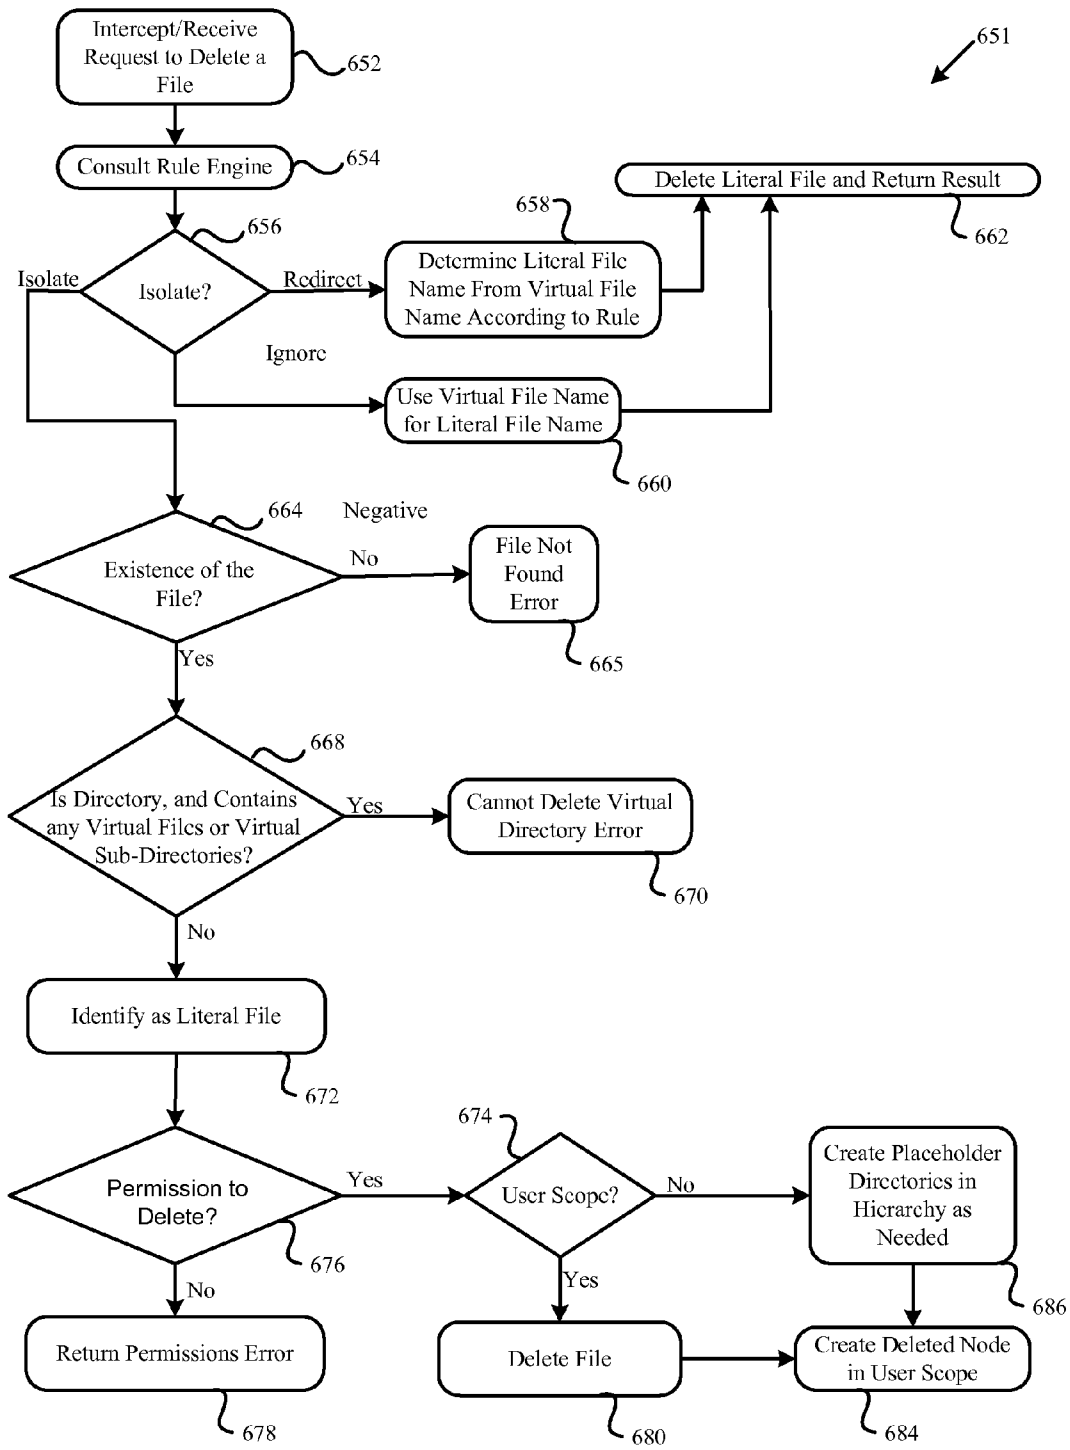 Intercept/Receive
Request to Delete a
File
652
651
Consult Rule Engine
654
Delete Literal File and Return Result
662
656
Isolate?
Isolate
Redirect
Ignore
658
Determine Literal File
Name From Virtual File
Name According to Rule
Use Virtual File Name
for Literal File Name
660
664
Negative
Existence of the
File?
No
File Not
Found
Error
665
Yes
668
Is Directory, and Contains
any Virtual Files or Virtual
Sub-Directories?
Yes
Cannot Delete Virtual
Directory Error
670
No
Identify as Literal File
672
Permission to
Delete?
676
Yes
674
User Scope?
No
Create Placeholder
Directories in
Hierarchy as
Needed
686
No
Yes
Return Permissions Error
678
Delete File
680
Create Deleted Node
in User Scope
684